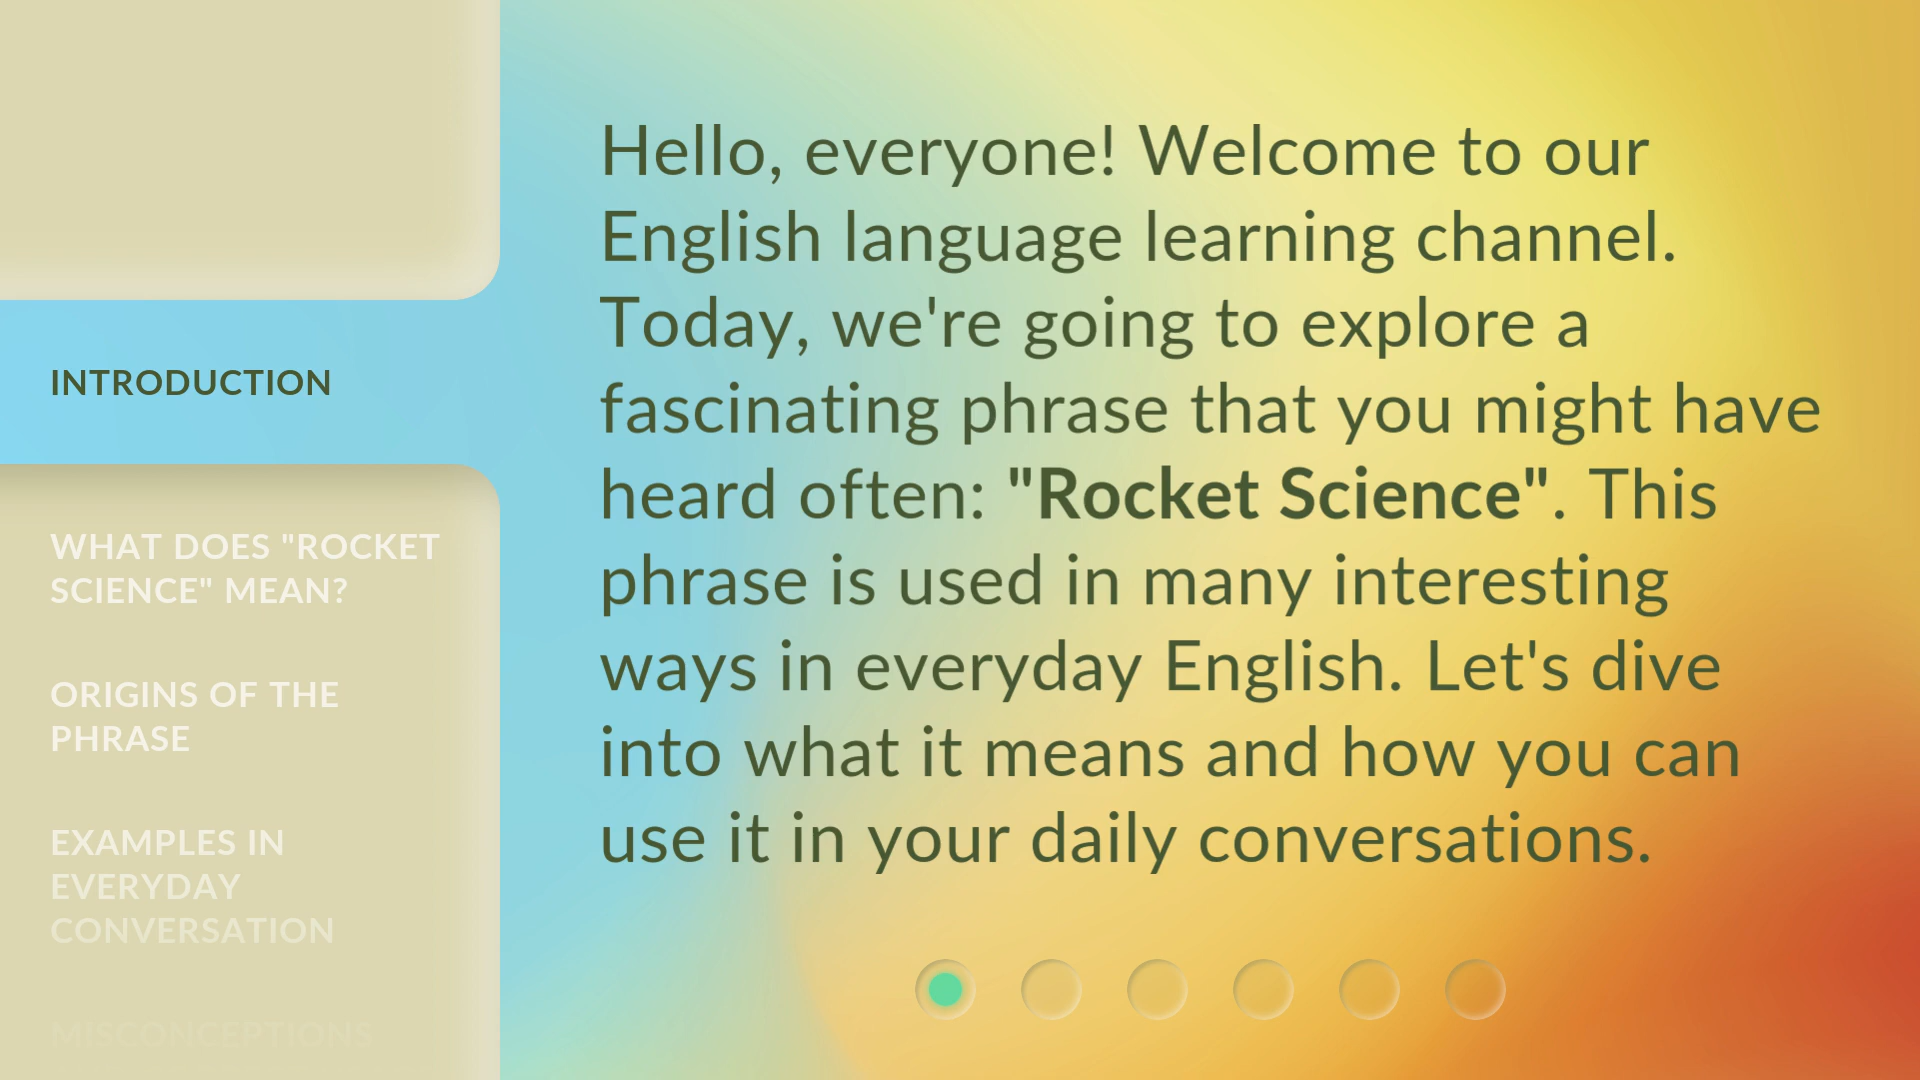 INTRODUCTION
WHAT DOES "ROCKET
SCIENCE" MEAN?
ORIGINS OF THE
PHRASE
EXAMPLES IN
EVERYDAY
CONVERSATION
MISCONCEPTIONS
Hello, everyone! Welcome to our
English language learning channel.
Today, we're going to explore a
fascinating phrase that you might have
heard often: "Rocket Science". This
phrase is used in many interesting
ways in everyday English. Let's dive
into what it means and how you can
use it in your daily conversations.